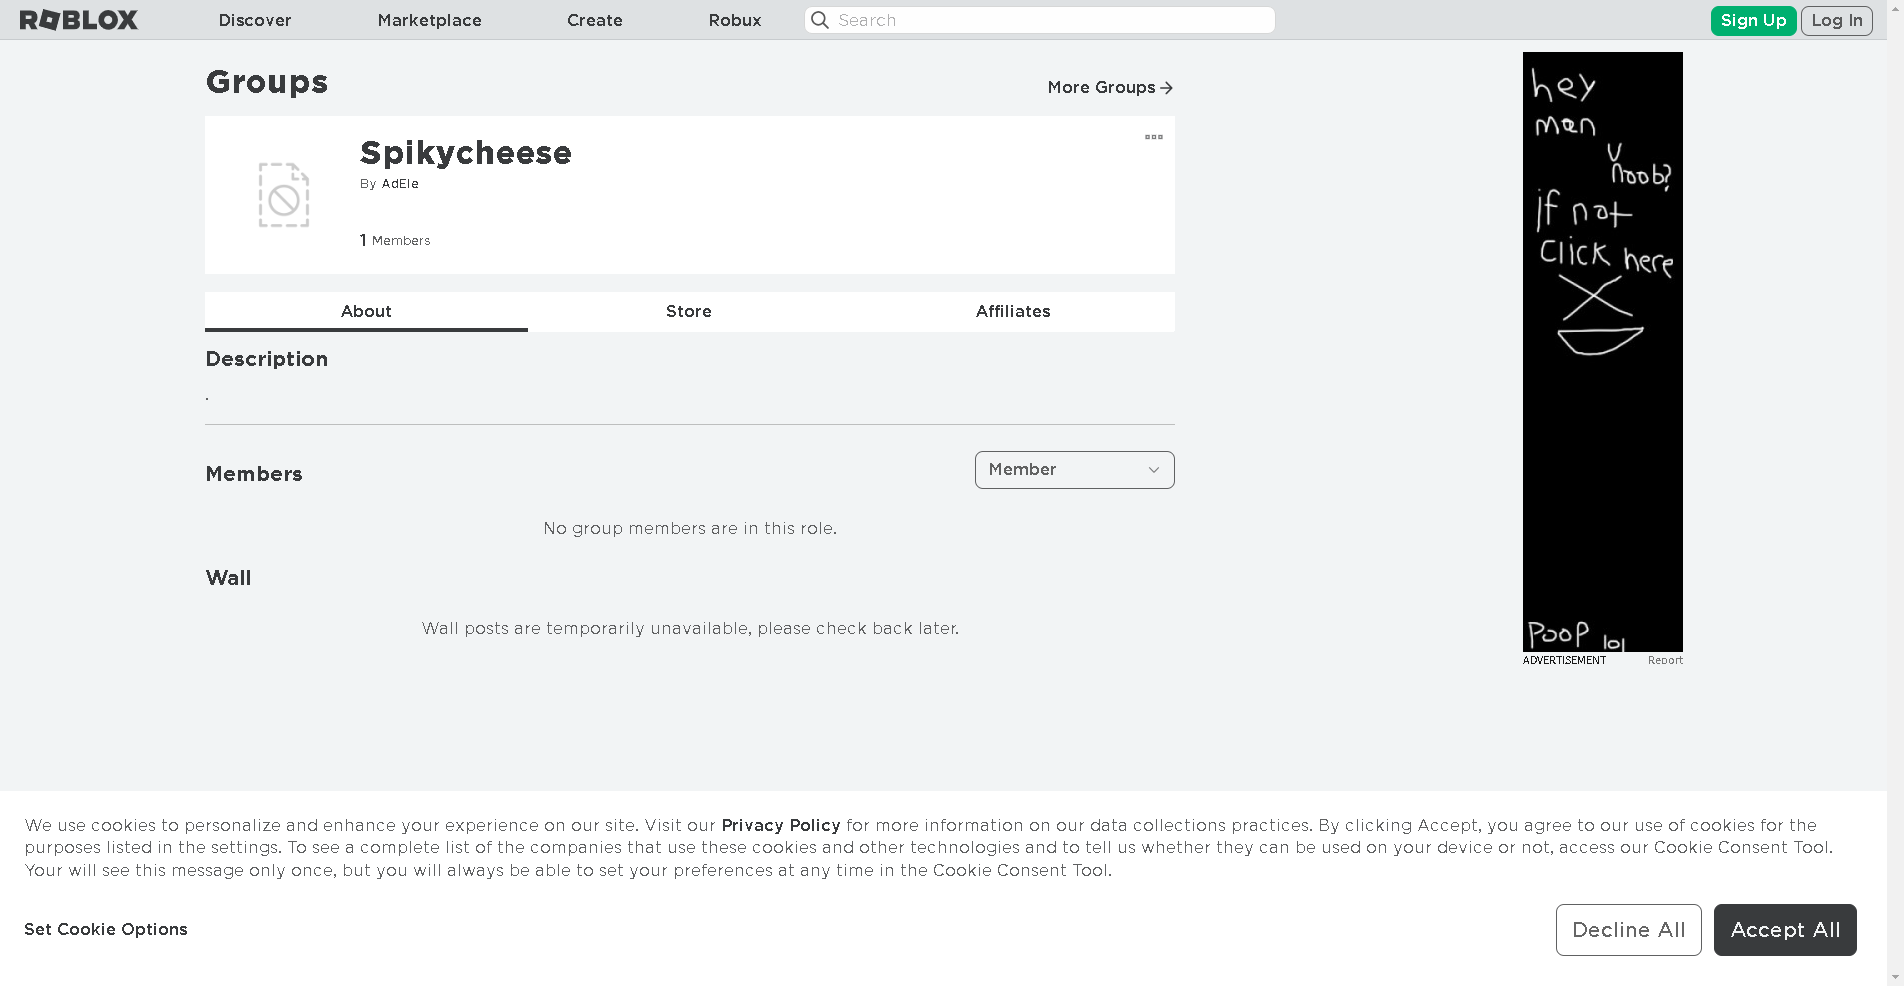 ROBLOX Discover Marketplace Create Robux Search Sign Up Log In
Groups
More Groups
Spikycheese
By AdEle
1 Members
About Store Affiliates
Description
.
Members
Member
No group members are in this role.
Wall
Wall posts are temporarily unavailable, please check back later.
hey
man
noob?
if not
click here
Poop lol
ADVERTISEMENT Report
We use cookies to personalize and enhance your experience on our site. Visit our Privacy Policy for more information on our data collections practices. By clicking Accept, you agree to our use of cookies for the
purposes listed in the settings. To see a complete list of the companies that use these cookies and other technologies and to tell us whether they can be used on your device or not, access our Cookie Consent Tool.
Your will see this message only once, but you will always be able to set your preferences at any time in the Cookie Consent Tool.
Set Cookie Options
Decline All Accept All